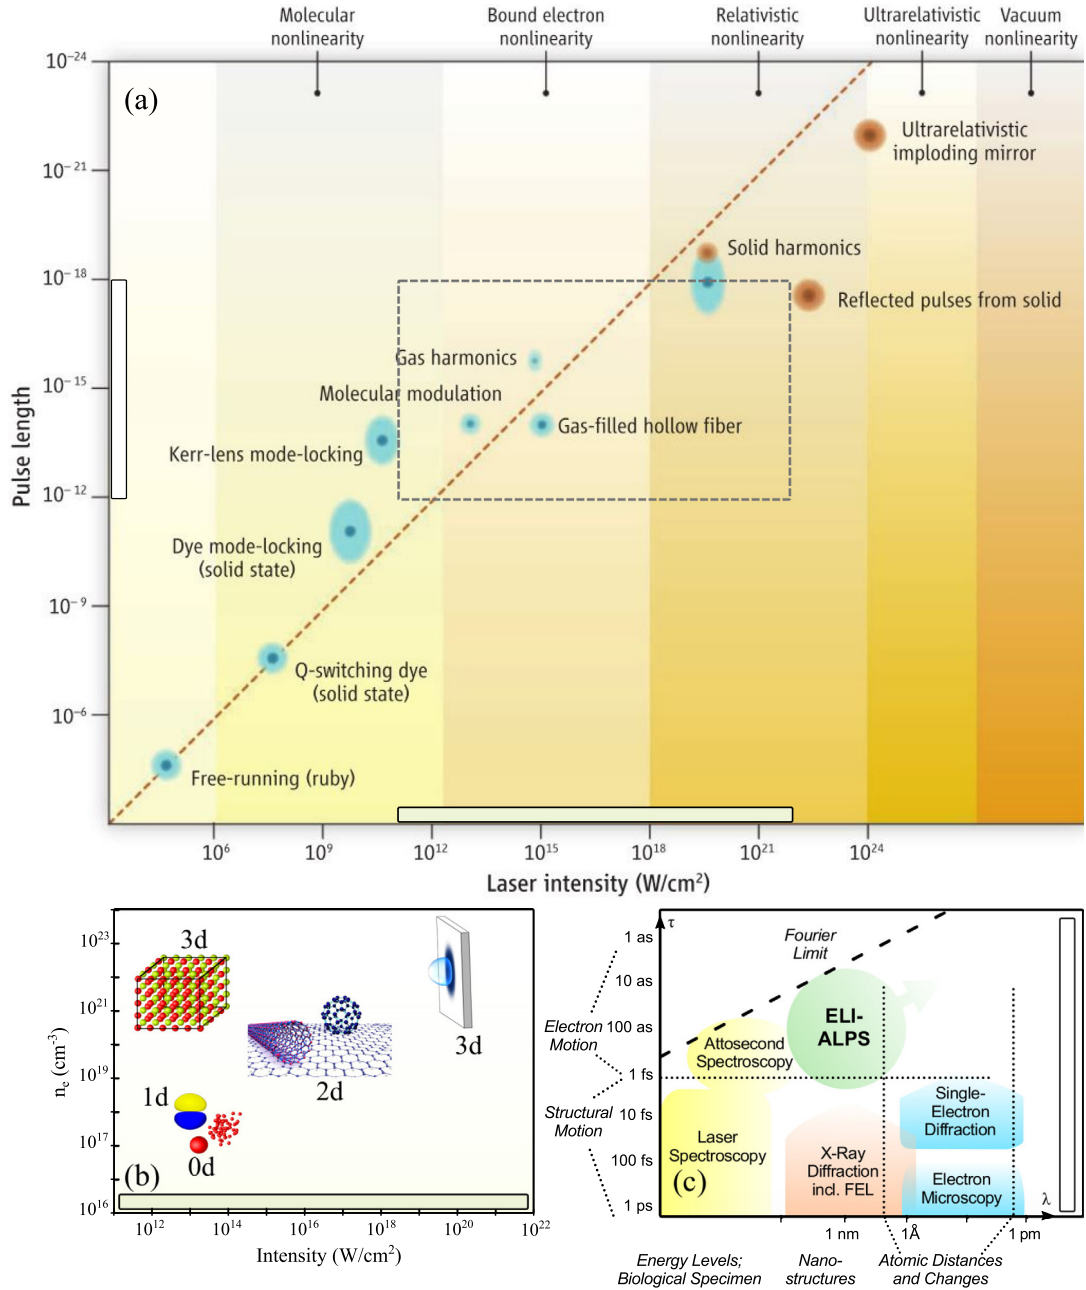 Molecular
nonlinearity
Bound electron
nonlinearity
Relativistic
nonlinearity
Ultrarelativistic
nonlinearity
Vacuum
nonlinearity
10⁻²⁴
(a)
Ultrarelativistic
imploding mirror
10⁻²¹
Solid harmonics
10⁻¹⁸
Reflected pulses from solid
Gas harmonics
10⁻¹⁵
Molecular modulation
Gas-filled hollow fiber
Kerr-lens mode-locking
Pulse length
10⁻¹²
Dye mode-locking
(solid state)
10⁻⁹
Q-switching dye
(solid state)
10⁻⁶
Free-running (ruby)
10⁶
10⁹
10¹²
10¹⁵
10¹⁸
10²¹
10²⁴
Laser intensity (W/cm²)
10²³
10²¹
10¹⁹
10¹⁷
10¹⁶
nₑ (cm⁻³)
3d
3d
2d
1d
0d
(b)
10¹²
10¹⁴
10¹⁶
10¹⁸
10²⁰
10²²
Intensity (W/cm²)
τ
1 as
10 as
100 as
1 fs
10 fs
100 fs
1 ps
Electron
Motion
Structural
Motion
Fourier
Limit
ELI-
ALPS
Attosecond
Spectroscopy
Single-
Electron
Diffraction
Laser
Spectroscopy
X-Ray
Diffraction
incl. FEL
Electron
Microscopy
(c)
λ
1 nm
1Å
1 pm
Energy Levels;
Biological Specimen
Nano-
structures
Atomic Distances
and Changes